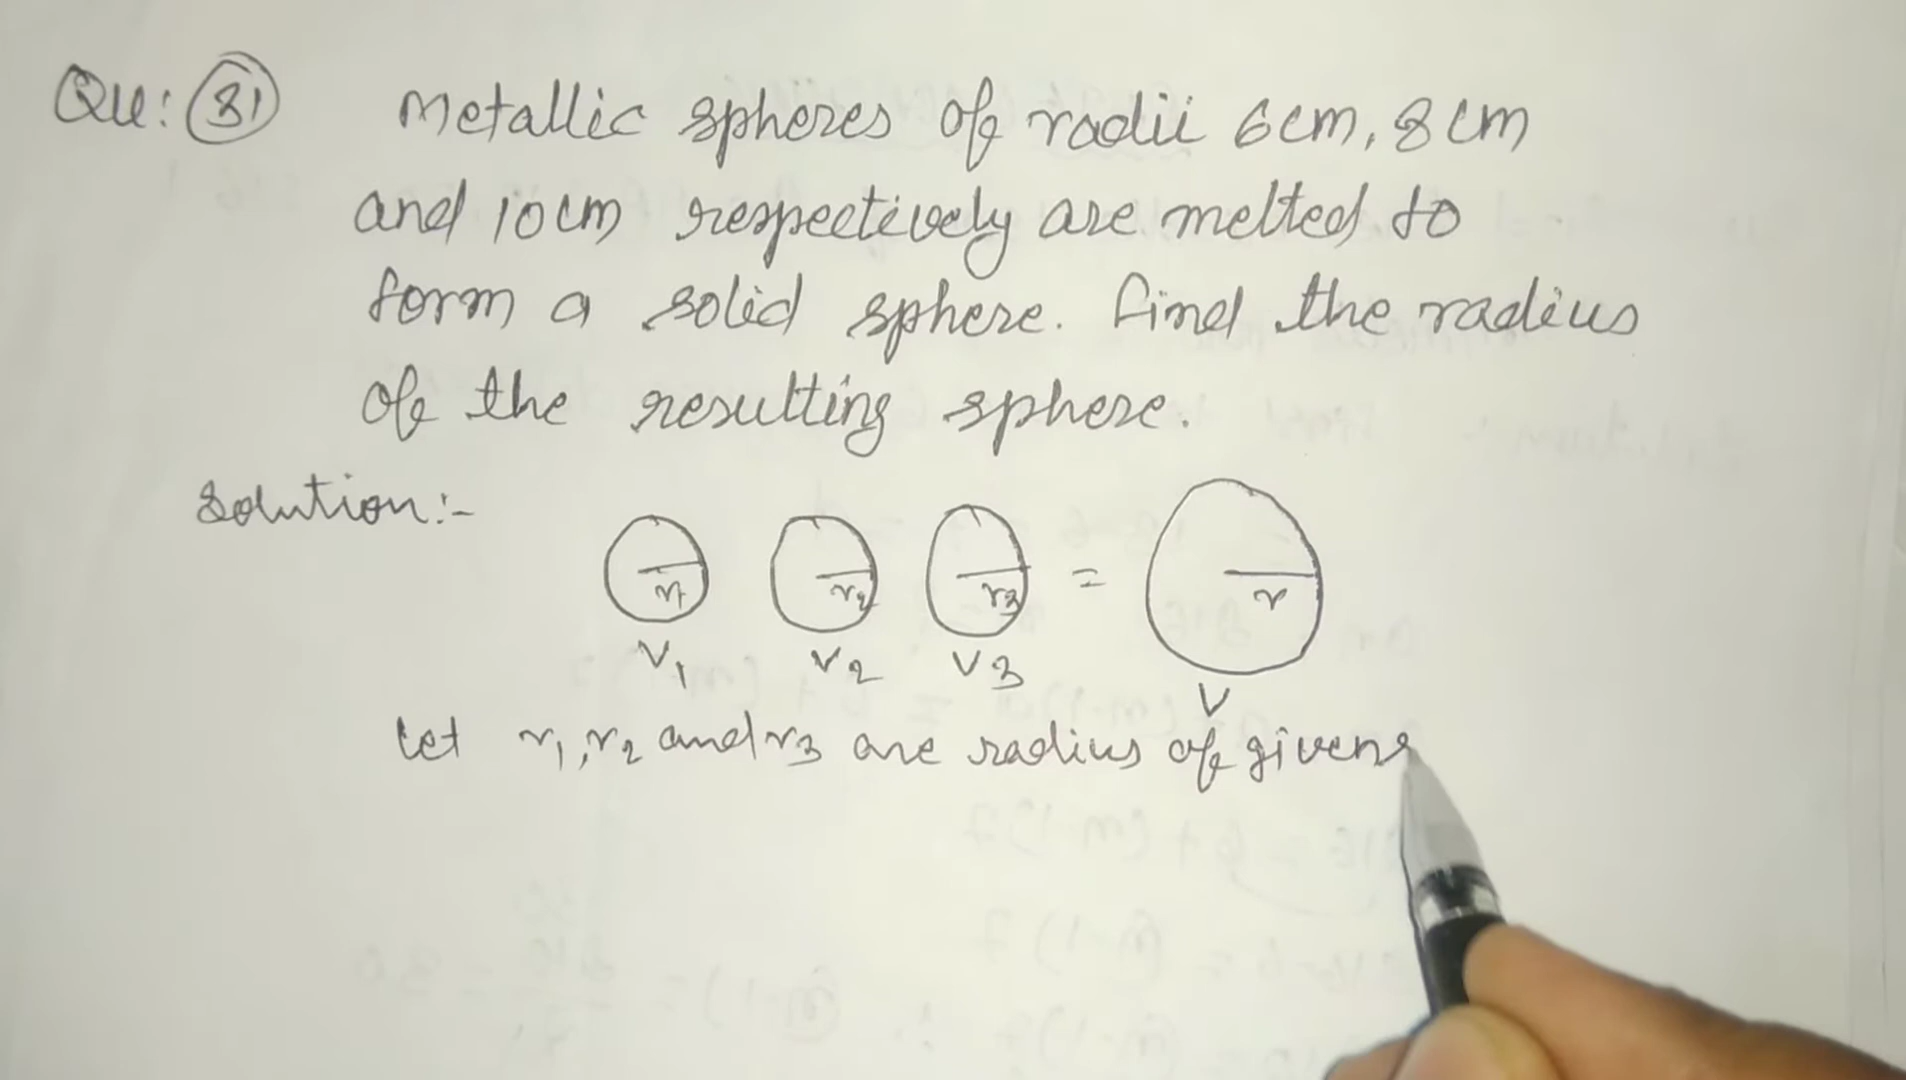 Que: 31 Metallic spheres of radii 6cm, 8cm
and 10cm respectively are melted to
form a solid sphere. find the radius
of the resulting sphere.
Solution:-
r1 r2 r3 = r
V1 V2 V3 V
let r1, r2 and r3 are radius of given s